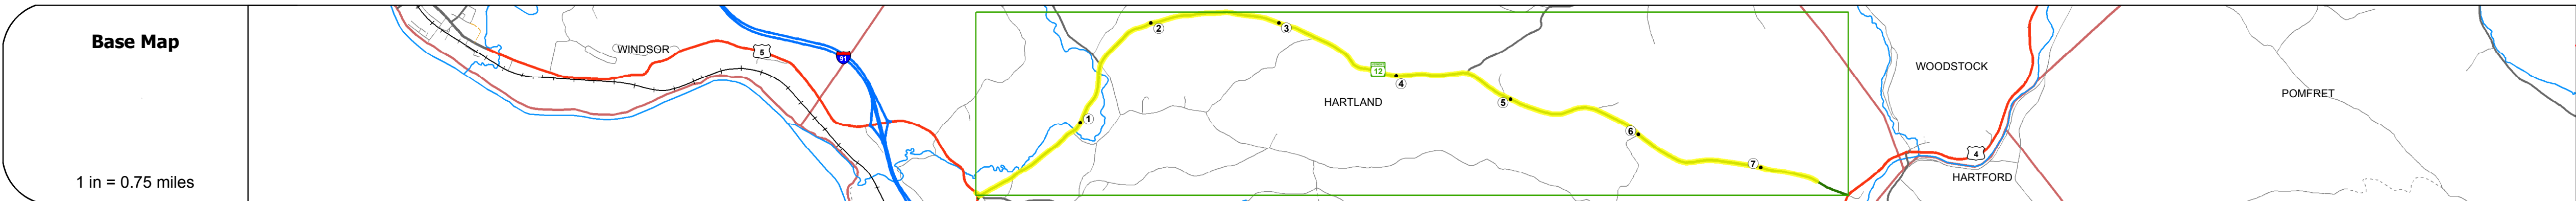 Base Map
1 in = 0.75 miles
WINDSOR
5
91
1
2
3
12
4
HARTLAND
5
6
7
WOODSTOCK
4
HARTFORD
POMFRET